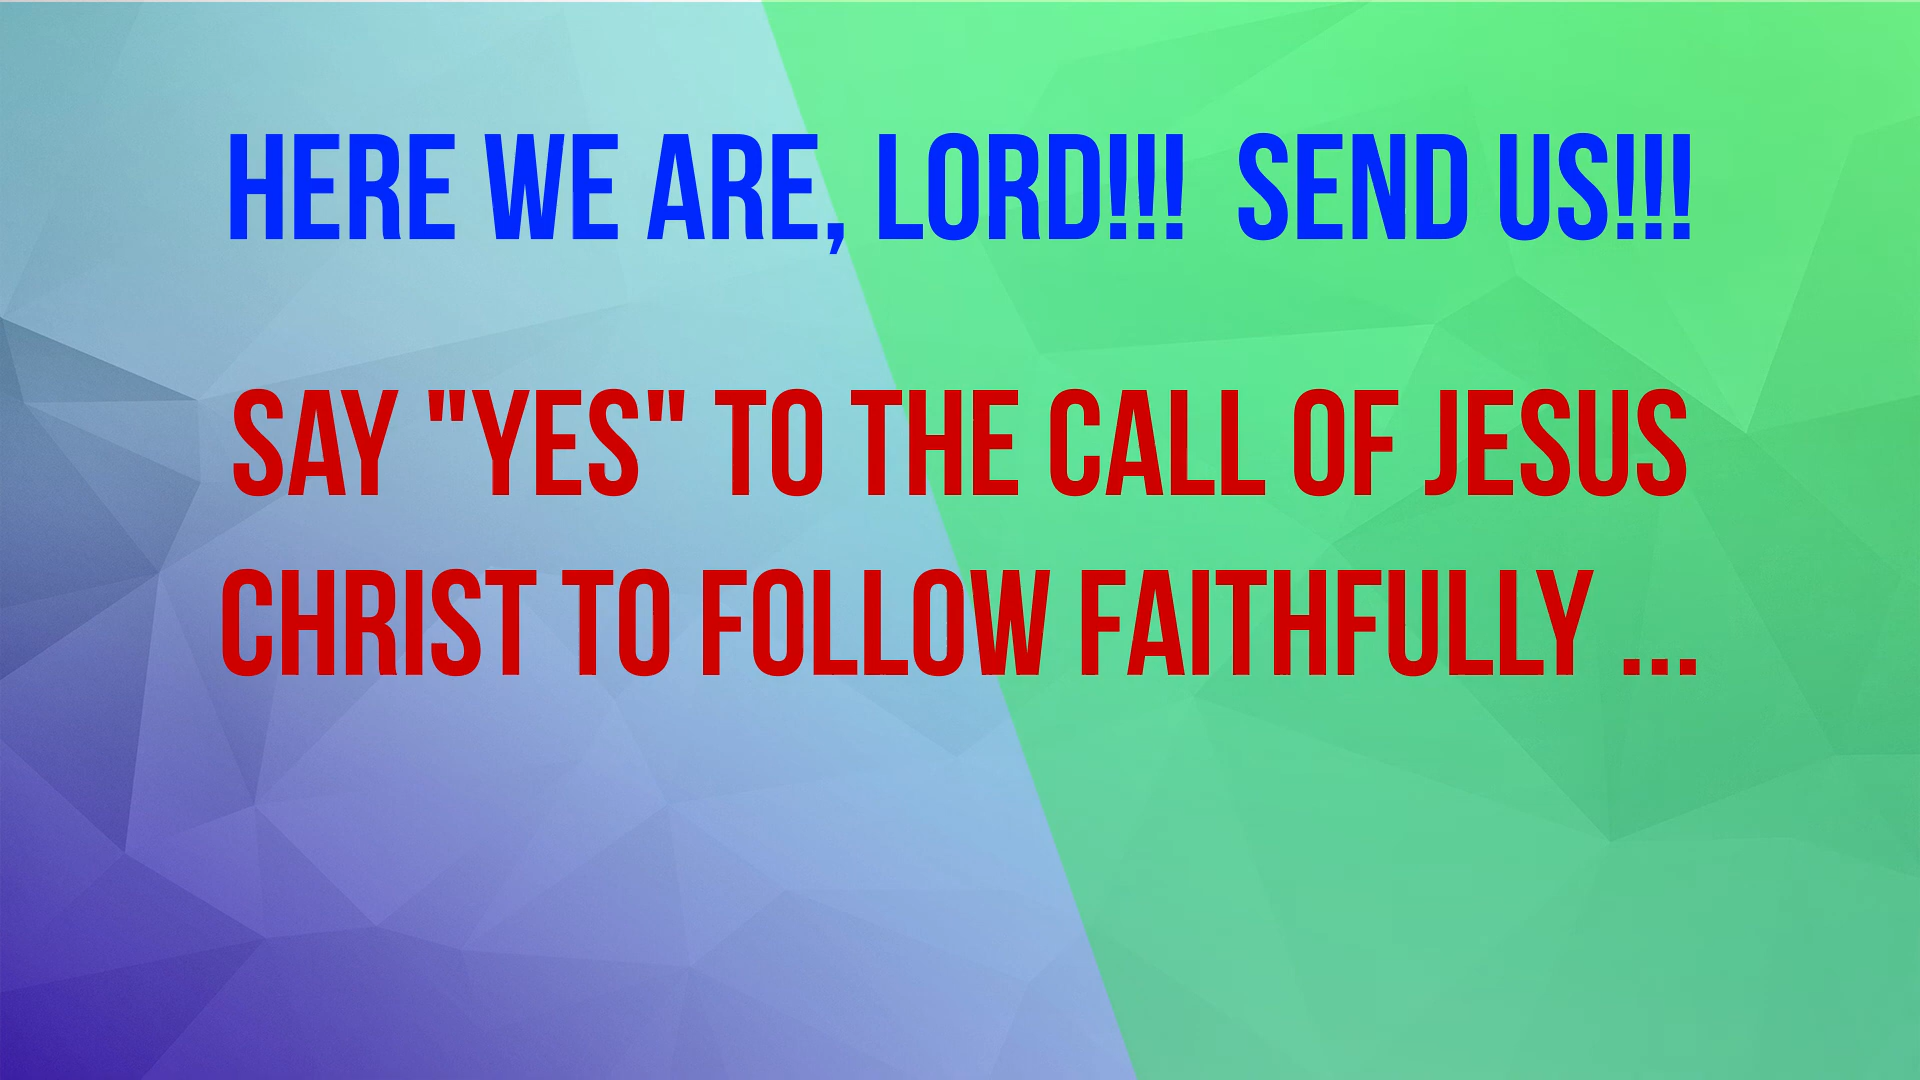 HERE WE ARE, LORD!!!  SEND US!!!
SAY "YES" TO THE CALL OF JESUS
CHRIST TO FOLLOW FAITHFULLY ...